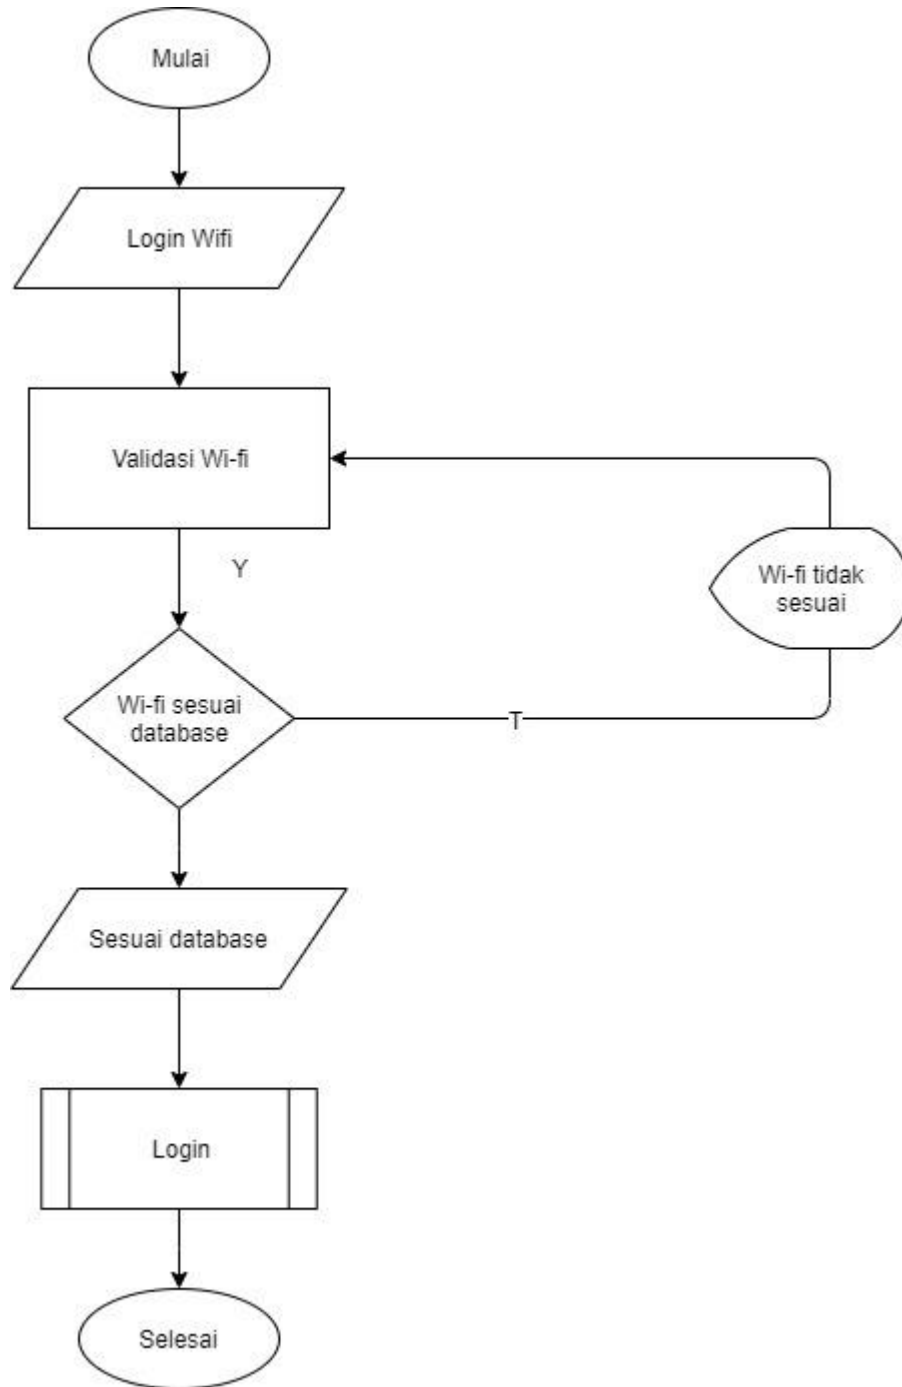 Mulai
Login Wifi
Validasi Wi-fi
Y
Wi-fi tidak
sesuai
Wi-fi sesuai
database
T
Sesuai database
Login
Selesai